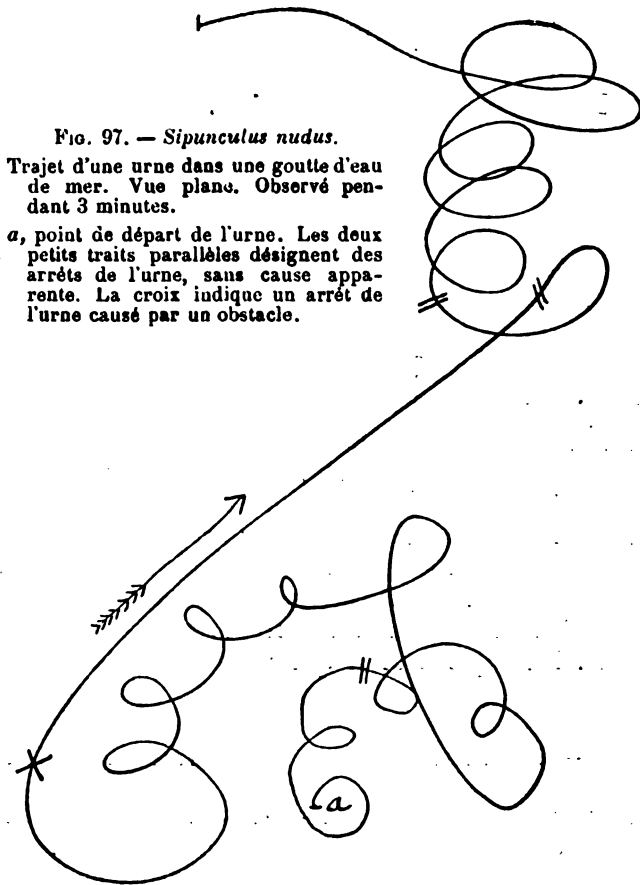 FIG. 97. — Sipunculus nudus.
Trajet d'une urne dans une goutte d'eau
de mer. Vue plane. Observé pen-
dant 3 minutes.
a, point de départ de l'urne. Les deux
petits traits parallèles désignent des
arrêts de l'urne, sans cause appa-
rente. La croix indique un arrêt de
l'urne causé par un obstacle.
a